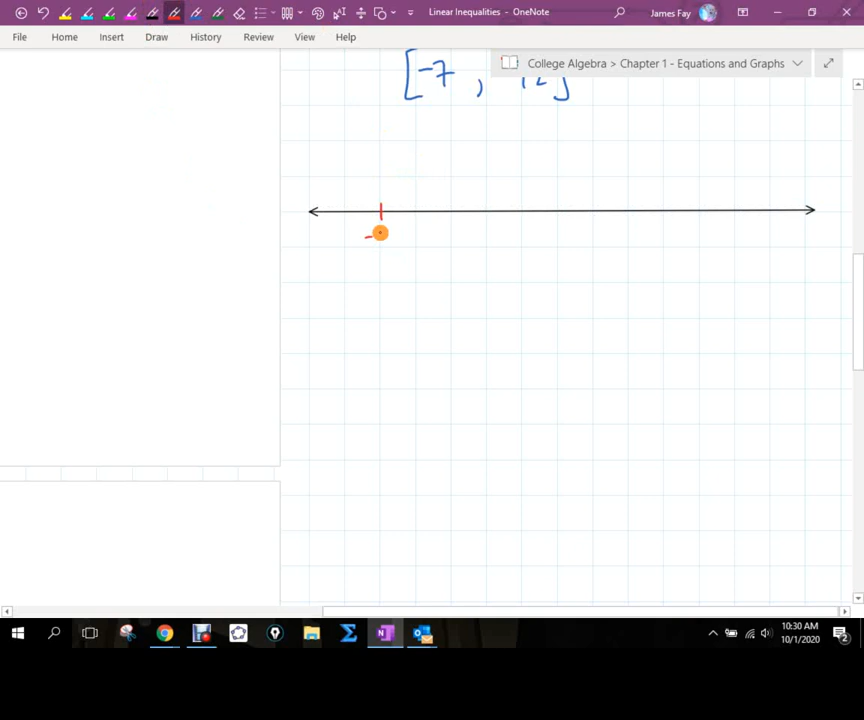 Linear Inequalities - OneNote
James Fay
File Home Insert Draw History Review View Help
College Algebra > Chapter 1 - Equations and Graphs
[-7, 12]
-
10:30 AM
10/1/2020
2